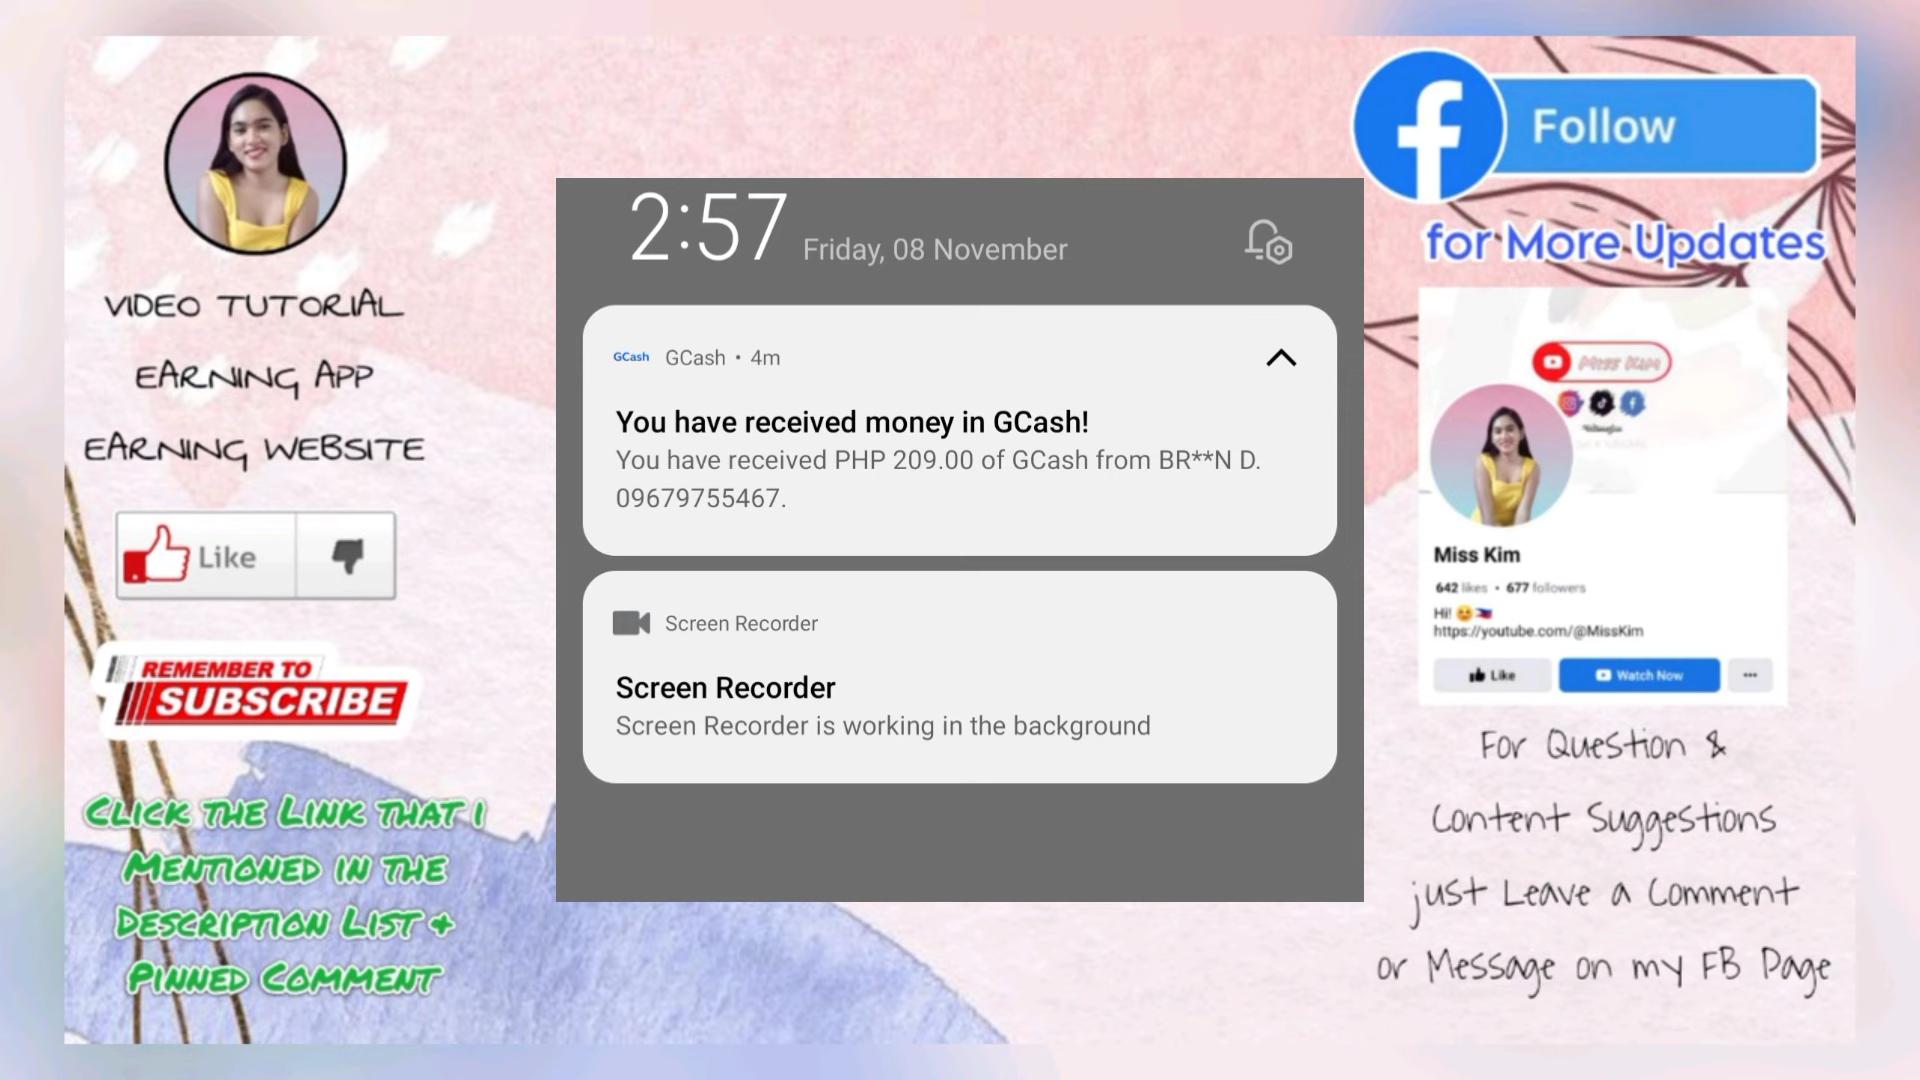 VIDEO TUTORIAL
EARNING APP
EARNING WEBSITE
Like
REMEMBER TO
SUBSCRIBE
CLICK THE LINK THAT I
MENTIONED IN THE
DESCRIPTION LIST &
PINNED COMMENT
2:57 Friday, 08 November
GCash GCash • 4m
You have received money in GCash!
You have received PHP 209.00 of GCash from BR**N D.
09679755467.
Screen Recorder
Screen Recorder
Screen Recorder is working in the background
Follow
for More Updates
MISS KIM
Miss Kim
642 likes • 677 followers
Hi!
https://youtube.com/@MissKim
Like Watch Now
For Question &
Content Suggestions
just Leave a Comment
or Message on my FB Page